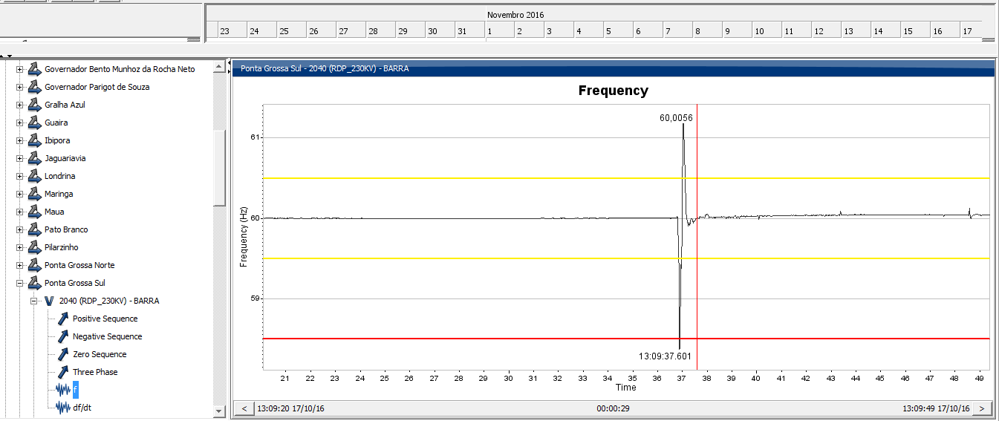 Novembro 2016
23 24 25 26 27 28 29 30 31 1 2 3 4 5 6 7 8 9 10 11 12 13 14 15 16 17
Governador Bento Munhoz da Rocha Neto
Governador Parigot de Souza
Gralha Azul
Guaira
Ibipora
Jaguariavia
Londrina
Maringa
Maua
Pato Branco
Pilarzinho
Ponta Grossa Norte
Ponta Grossa Sul
2040 (RDP_230KV) - BARRA
Positive Sequence
Negative Sequence
Zero Sequence
Three Phase
f
df/dt
Ponta Grossa Sul - 2040 (RDP_230KV) - BARRA
Frequency
60,0056
61
60
59
Frequency (Hz)
13:09:37.601
21 22 23 24 25 26 27 28 29 30 31 32 33 34 35 36 37 38 39 40 41 42 43 44 45 46 47 48 49
Time
< 13:09:20 17/10/16 00:00:29 13:09:49 17/10/16 >